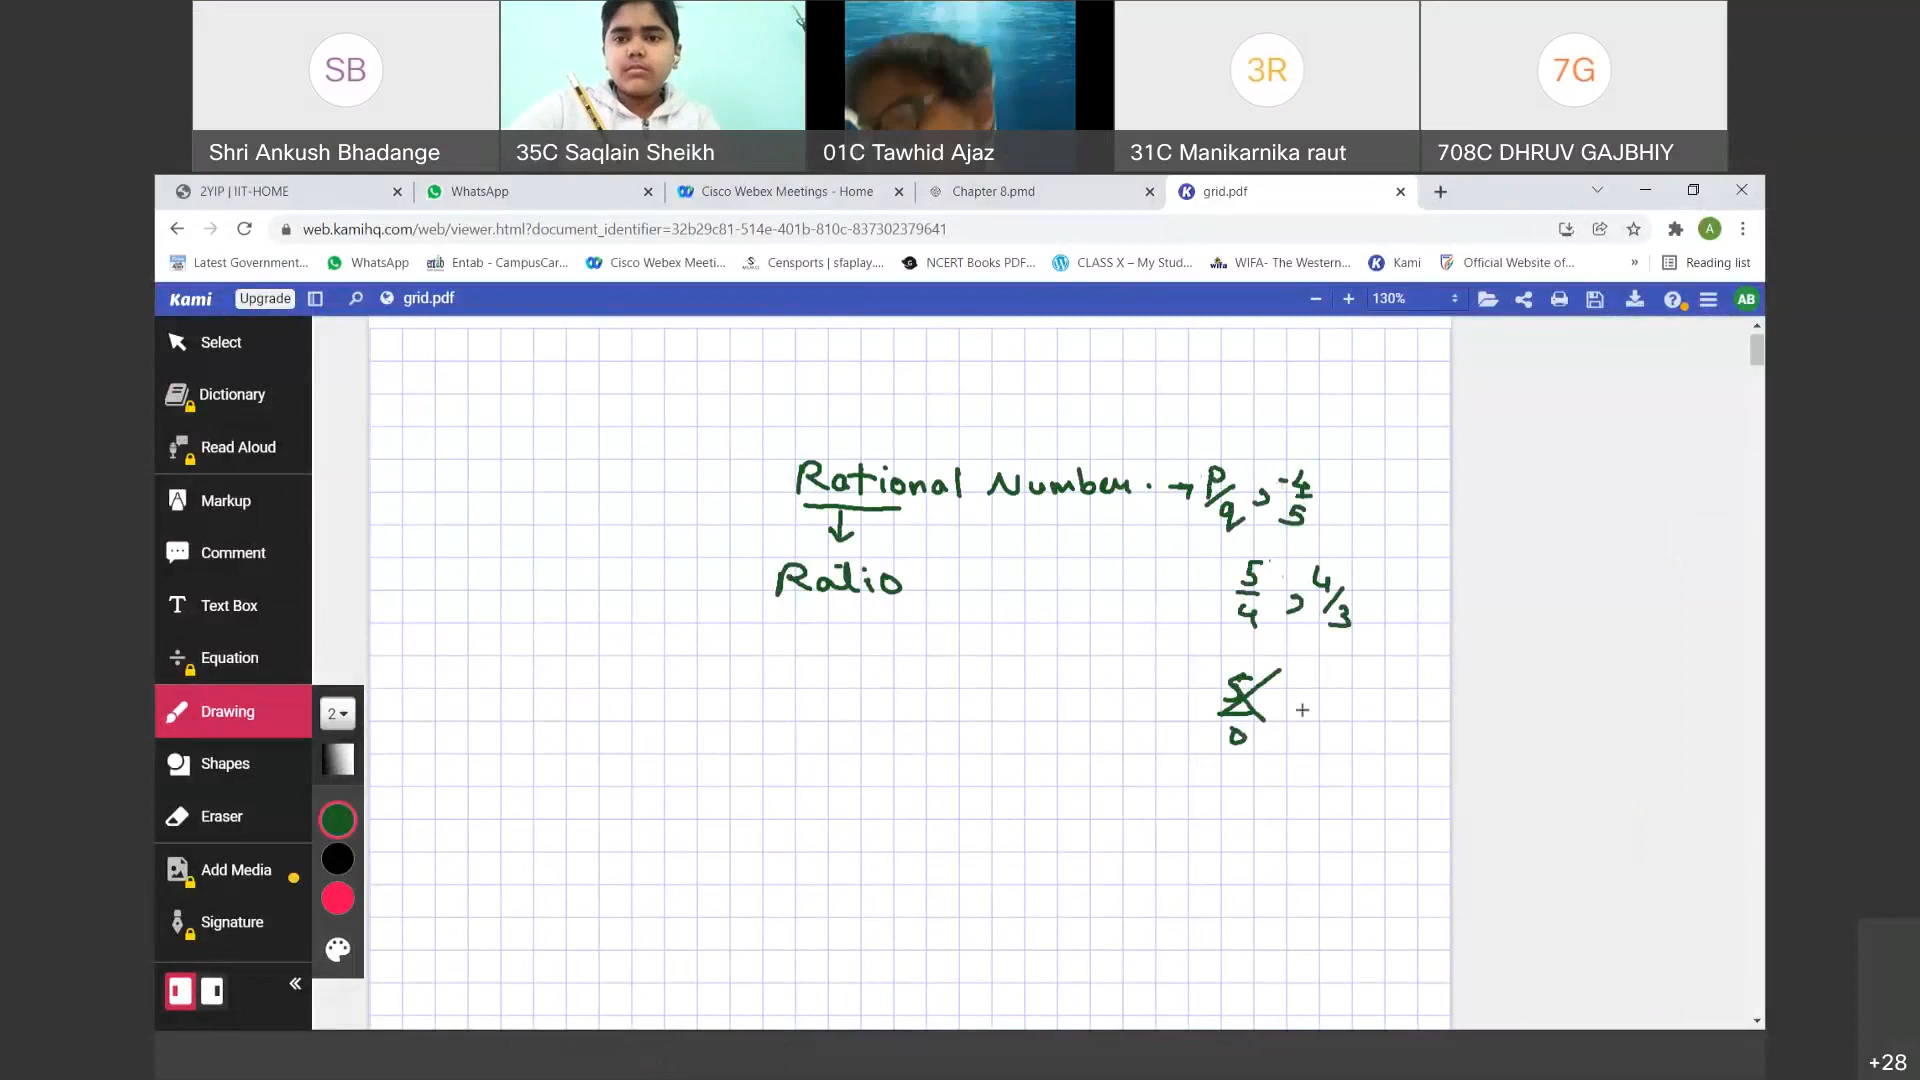 SB
3R
7G
Shri Ankush Bhadange
35C Saqlain Sheikh
01C Tawhid Ajaz
31C Manikarnika raut
708C DHRUV GAJBHIY
2YIP | IIT-HOME
WhatsApp
Cisco Webex Meetings - Home
Chapter 8.pmd
grid.pdf
web.kamihq.com/web/viewer.html?document_identifier=32b29c81-514e-401b-810c-837302379641
A
Latest Government...
WhatsApp
Entab - CampusCar...
Cisco Webex Meeti...
Censports | sfaplay....
NCERT Books PDF...
CLASS X – My Stud...
WIFA- The Western...
Kami
Official Website of...
»
Reading list
Kami
Upgrade
grid.pdf
130%
AB
Select
Dictionary
Read Aloud
Markup
Comment
Text Box
Equation
Drawing
2
Shapes
Eraser
Add Media
Signature
Rational Number. → p/q , -4/5
Ratio
5/4 , 4/3
5/0
+28